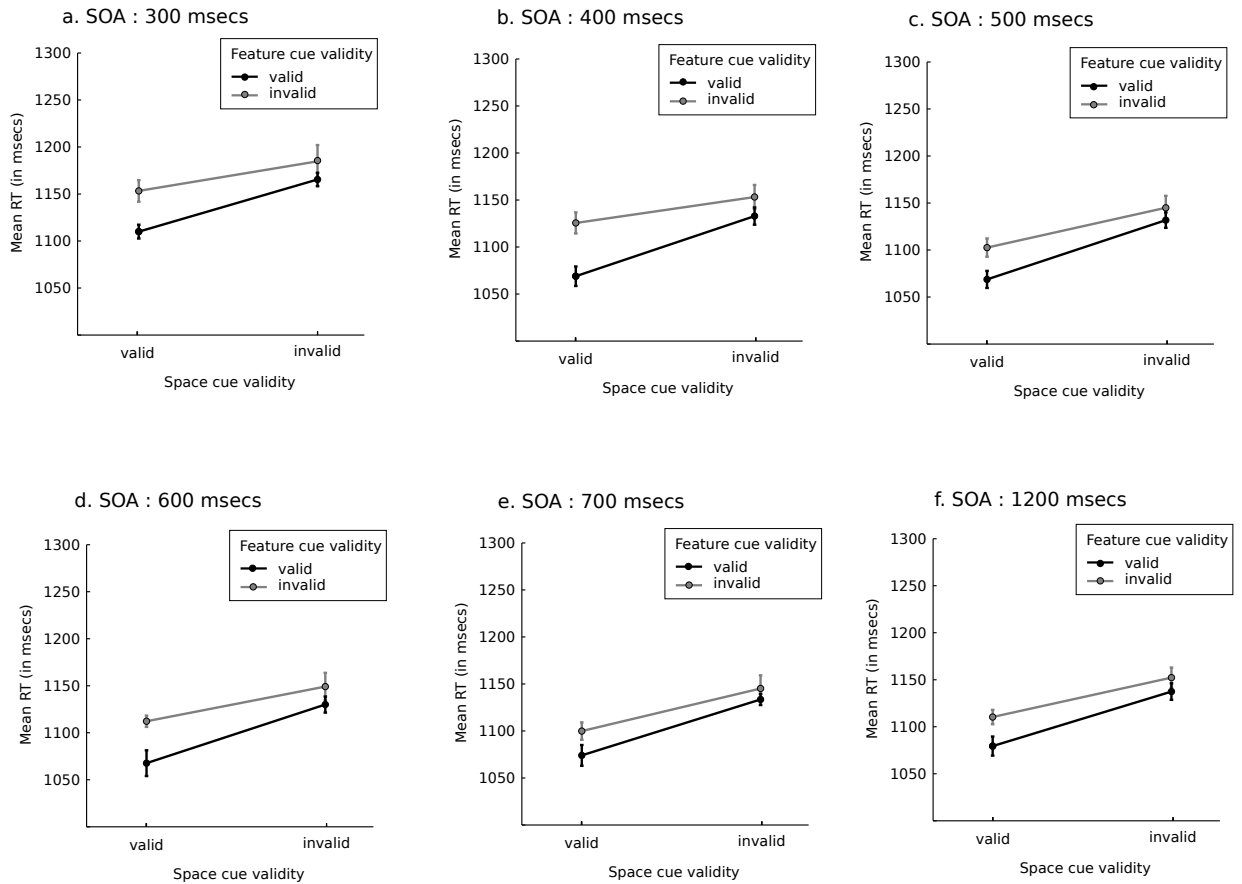 a. SOA : 300 msecs
1300
1250
1200
1150
1100
1050
Mean RT (in msecs)
Feature cue validity
valid
invalid
valid
invalid
Space cue validity
b. SOA : 400 msecs
1300
1250
1200
1150
1100
1050
Mean RT (in msecs)
Feature cue validity
valid
invalid
valid
invalid
Space cue validity
c. SOA : 500 msecs
1300
1250
1200
1150
1100
1050
Mean RT (in msecs)
Feature cue validity
valid
invalid
valid
invalid
Space cue validity
d. SOA : 600 msecs
1300
1250
1200
1150
1100
1050
Mean RT (in msecs)
Feature cue validity
valid
invalid
valid
invalid
Space cue validity
e. SOA : 700 msecs
1300
1250
1200
1150
1100
1050
Mean RT (in msecs)
Feature cue validity
valid
invalid
valid
invalid
Space cue validity
f. SOA : 1200 msecs
1300
1250
1200
1150
1100
1050
Mean RT (in msecs)
Feature cue validity
valid
invalid
valid
invalid
Space cue validity